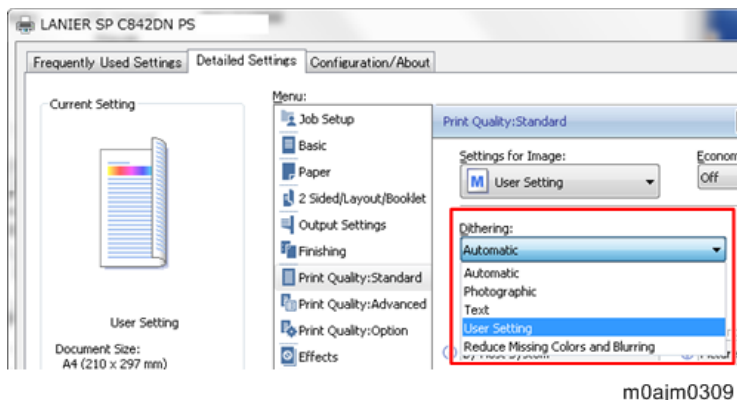 LANIER SP C842DN PS
Frequently Used Settings Detailed Settings Configuration/About
Current Setting
Menu:
Job Setup
Basic
Paper
2 Sided/Layout/Booklet
Output Settings
Finishing
Print Quality:Standard
Print Quality:Advanced
Print Quality:Option
Effects
User Setting
Document Size:
A4 (210 x 297 mm)
Print Quality:Standard
Settings for Image:
M User Setting
Off
Dithering:
Automatic
Automatic
Photographic
Text
User Setting
Reduce Missing Colors and Blurring
m0ajm0309